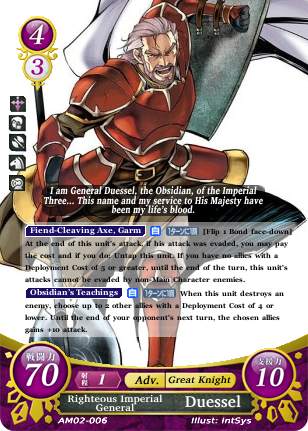 4
3
I am General Duessel, the Obsidian, of the Imperial
Three... This name and my service to His Majesty have
been my life's blood.
Fiend-Cleaving Axe, Garm 自 1ターンに1回 [Flip 1 Bond face-down]
At the end of this unit's attack, if his attack was evaded, you may pay
the cost and if you do: Untap this unit. If you have no allies with a
Deployment Cost of 5 or greater, until the end of the turn, this unit's
attacks cannot be evaded by non-Main Character enemies.
Obsidian's Teachings 自 1ターンに1回 When this unit destroys an
enemy, choose up to 2 other allies with a Deployment Cost of 4 or
lower. Until the end of your opponent's next turn, the chosen allies
gains +10 attack.
戦闘力
70
射程 1 Adv. Great Knight
支援力
10
Righteous Imperial
General
Duessel
AM02-006 Illust: IntSys